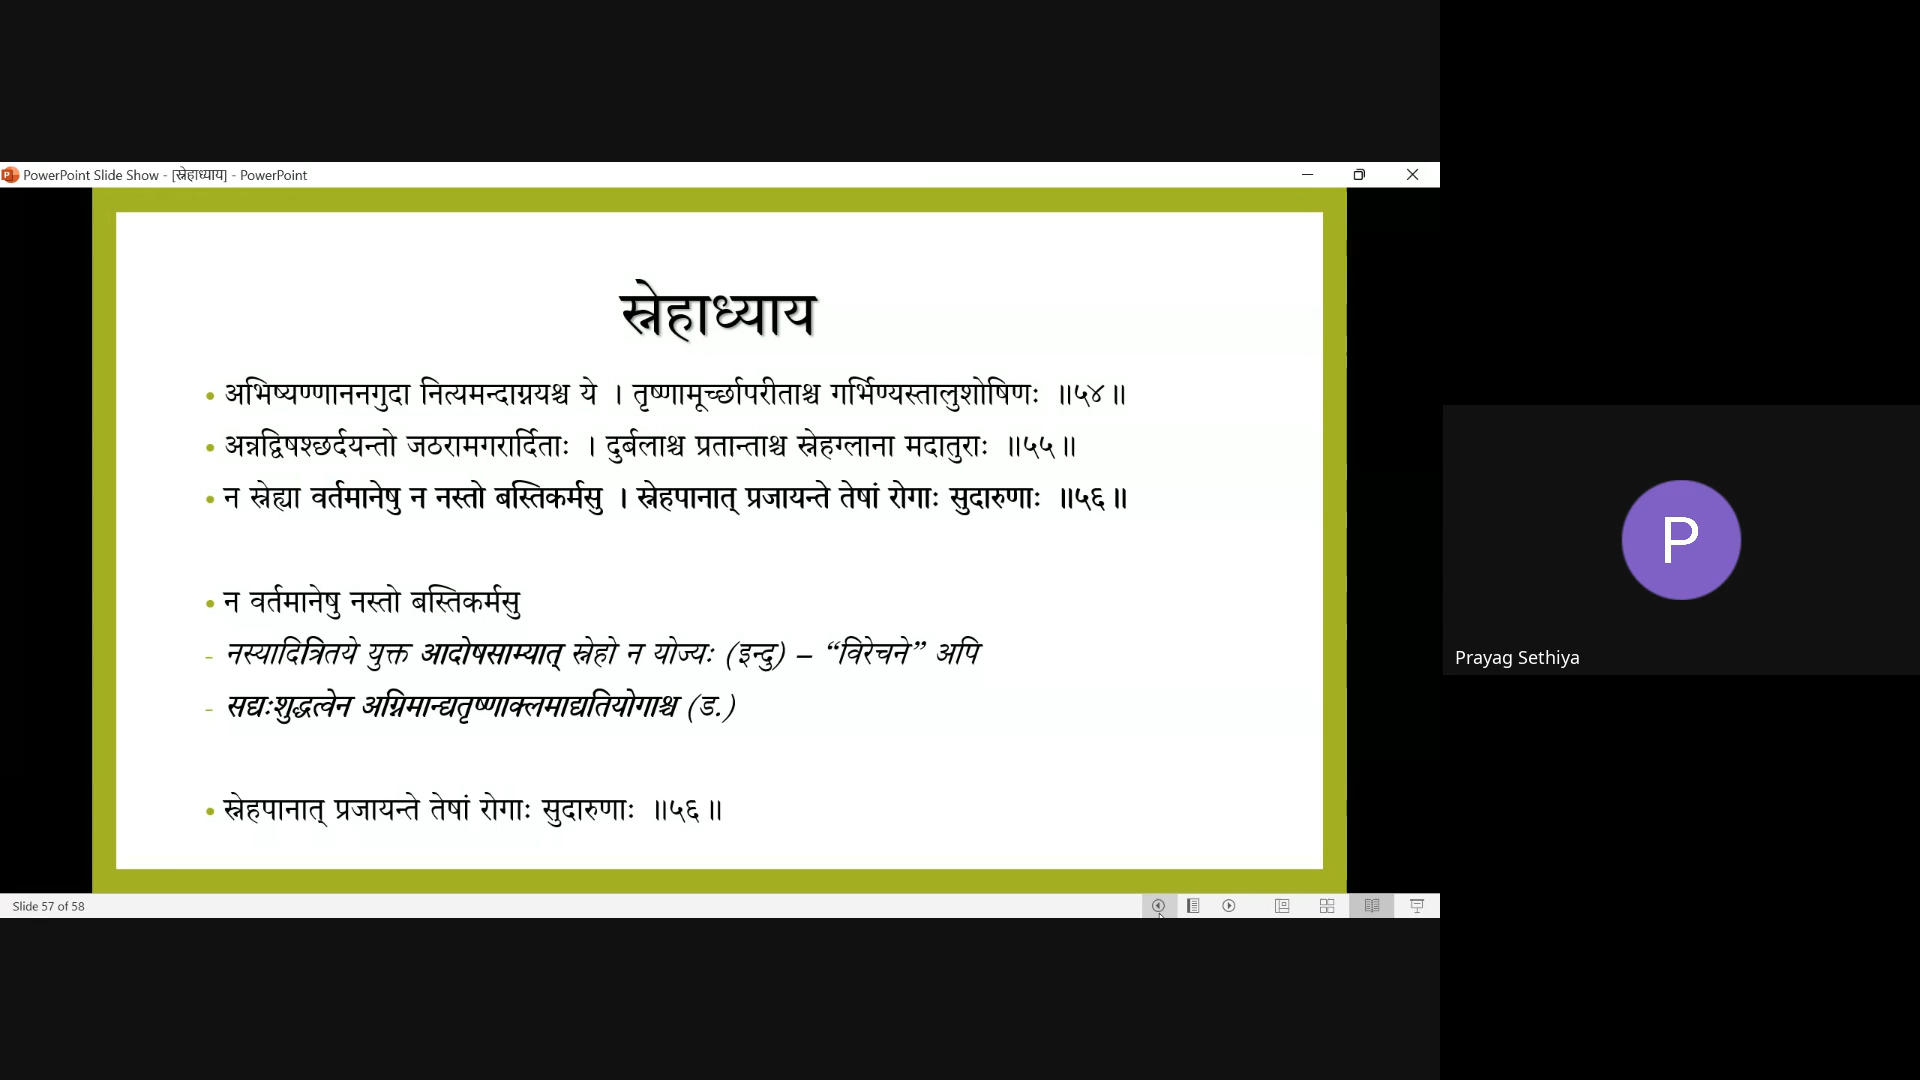 PowerPoint Slide Show - [स्नेहाध्याय] - PowerPoint
स्नेहाध्याय
• अभिष्यण्णाननगुदा नित्यमन्दाग्नयश्च ये । तृष्णामूर्च्छापरीताश्च गर्भिण्यस्तालुशोषिणः ॥५४॥
• अन्नद्विषश्छर्दयन्तो जठरामगरार्दिताः । दुर्बलाश्च प्रतान्ताश्च स्नेहग्लाना मदातुराः ॥५५॥
• न स्नेह्या वर्तमानेषु न नस्तो बस्तिकर्मसु । स्नेहपानात् प्रजायन्ते तेषां रोगाः सुदारुणाः ॥५६॥
• न वर्तमानेषु नस्तो बस्तिकर्मसु
- नस्यादित्रितये युक्त आदोषसाम्यात् स्नेहो न योज्यः (इन्दु) – “विरेचने” अपि
- सद्यःशुद्धत्वेन अग्निमान्द्यतृष्णाक्लमाद्यतियोगाश्च (ड.)
• स्नेहपानात् प्रजायन्ते तेषां रोगाः सुदारुणाः ॥५६॥
Slide 57 of 58
P
Prayag Sethiya